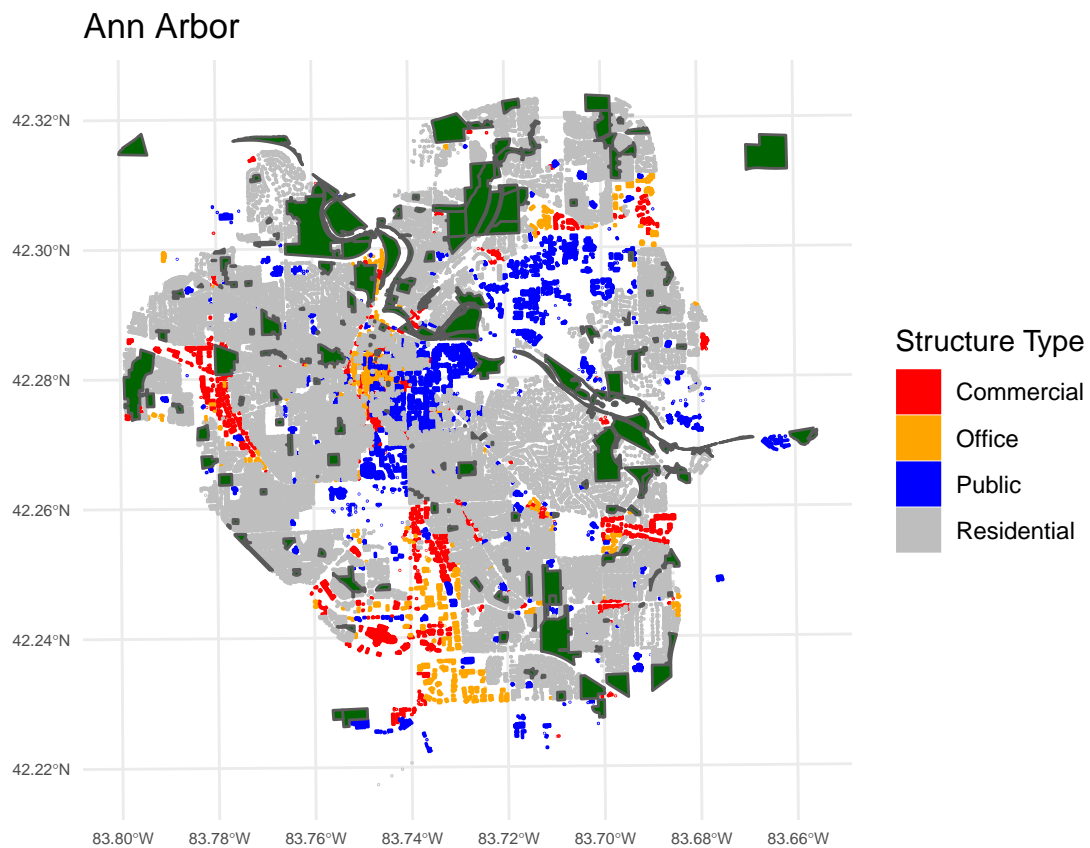 Ann Arbor
42.32°N
42.30°N
42.28°N
42.26°N
42.24°N
42.22°N
83.80°W 83.78°W 83.76°W 83.74°W 83.72°W 83.70°W 83.68°W 83.66°W
Structure Type
Commercial
Office
Public
Residential